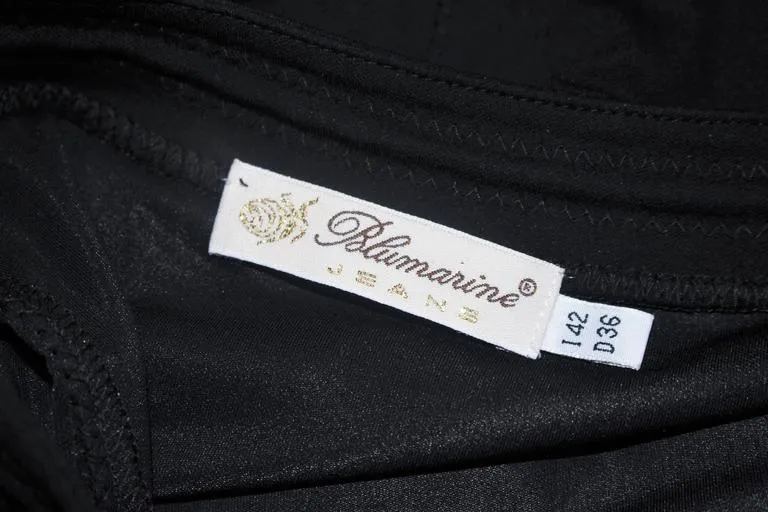 Blumarine®
JEANS
I 42
D 36